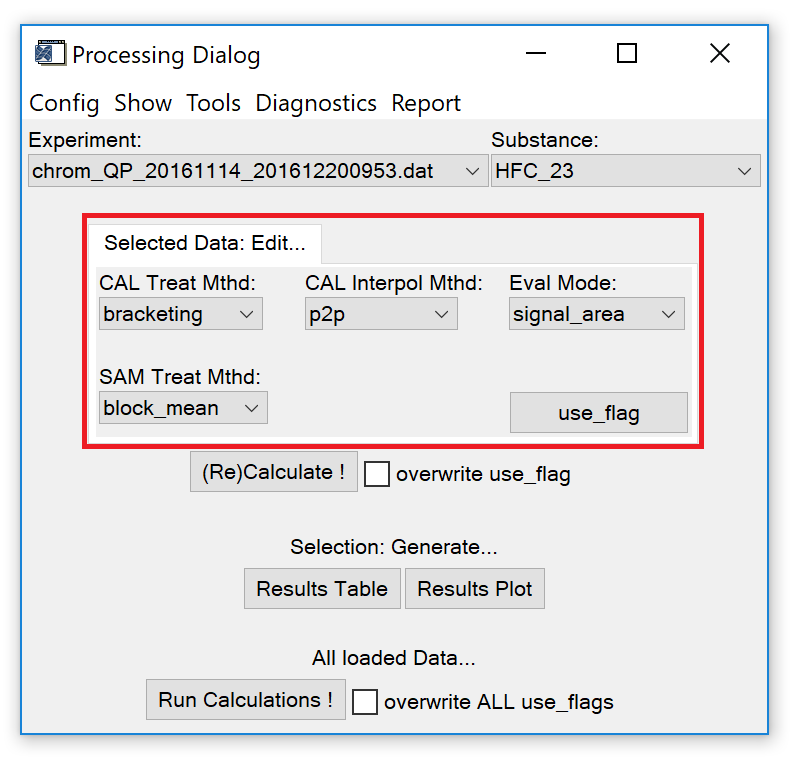 Processing Dialog
Config Show Tools Diagnostics Report
Experiment: Substance:
chrom_QP_20161114_201612200953.dat HFC_23
Selected Data: Edit...
CAL Treat Mthd: CAL Interpol Mthd: Eval Mode:
bracketing p2p signal_area
SAM Treat Mthd:
block_mean use_flag
(Re)Calculate ! overwrite use_flag
Selection: Generate...
Results Table Results Plot
All loaded Data...
Run Calculations ! overwrite ALL use_flags